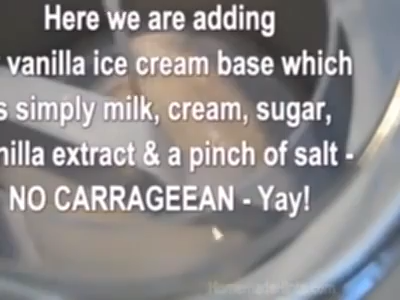 Here we are adding
vanilla ice cream base which
s simply milk, cream, sugar,
nilla extract & a pinch of salt -
NO CARRAGEEAN - Yay!